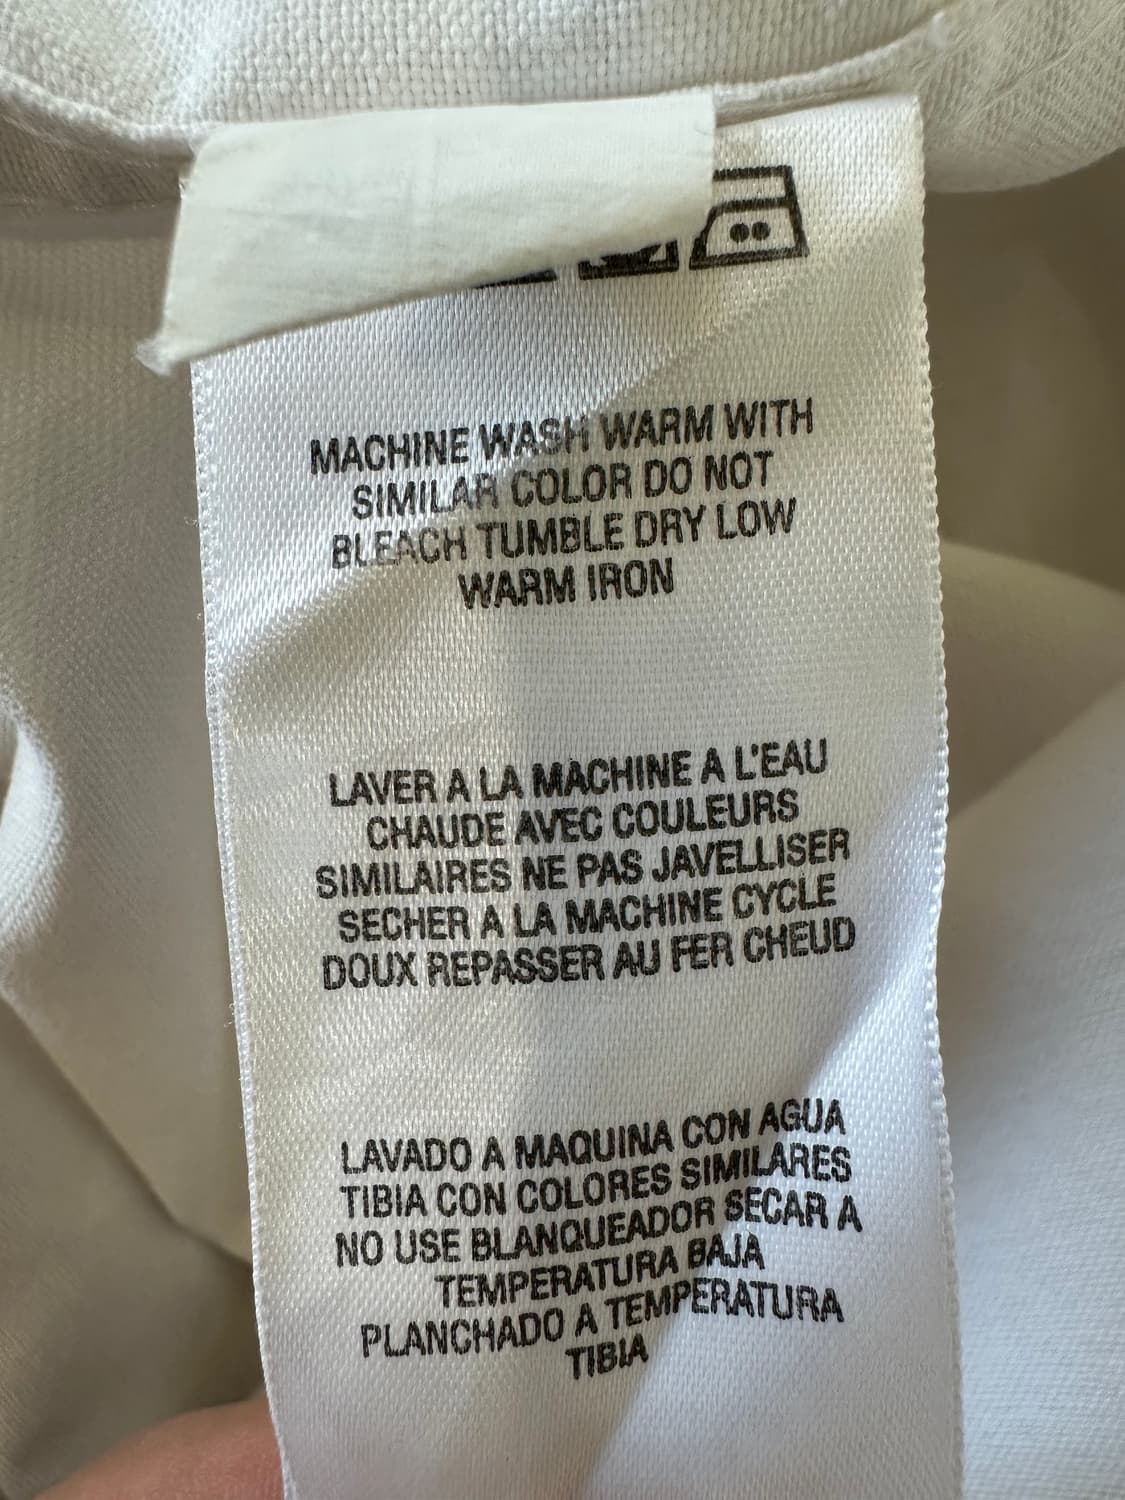 MACHINE WASH WARM WITH
SIMILAR COLOR DO NOT
BLEACH TUMBLE DRY LOW
WARM IRON
LAVER A LA MACHINE A L'EAU
CHAUDE AVEC COULEURS
SIMILAIRES NE PAS JAVELLISER
SECHER A LA MACHINE CYCLE
DOUX REPASSER AU FER CHEUD
LAVADO A MAQUINA CON AGUA
TIBIA CON COLORES SIMILARES
NO USE BLANQUEADOR SECAR A
TEMPERATURA BAJA
PLANCHADO A TEMPERATURA
TIBIA